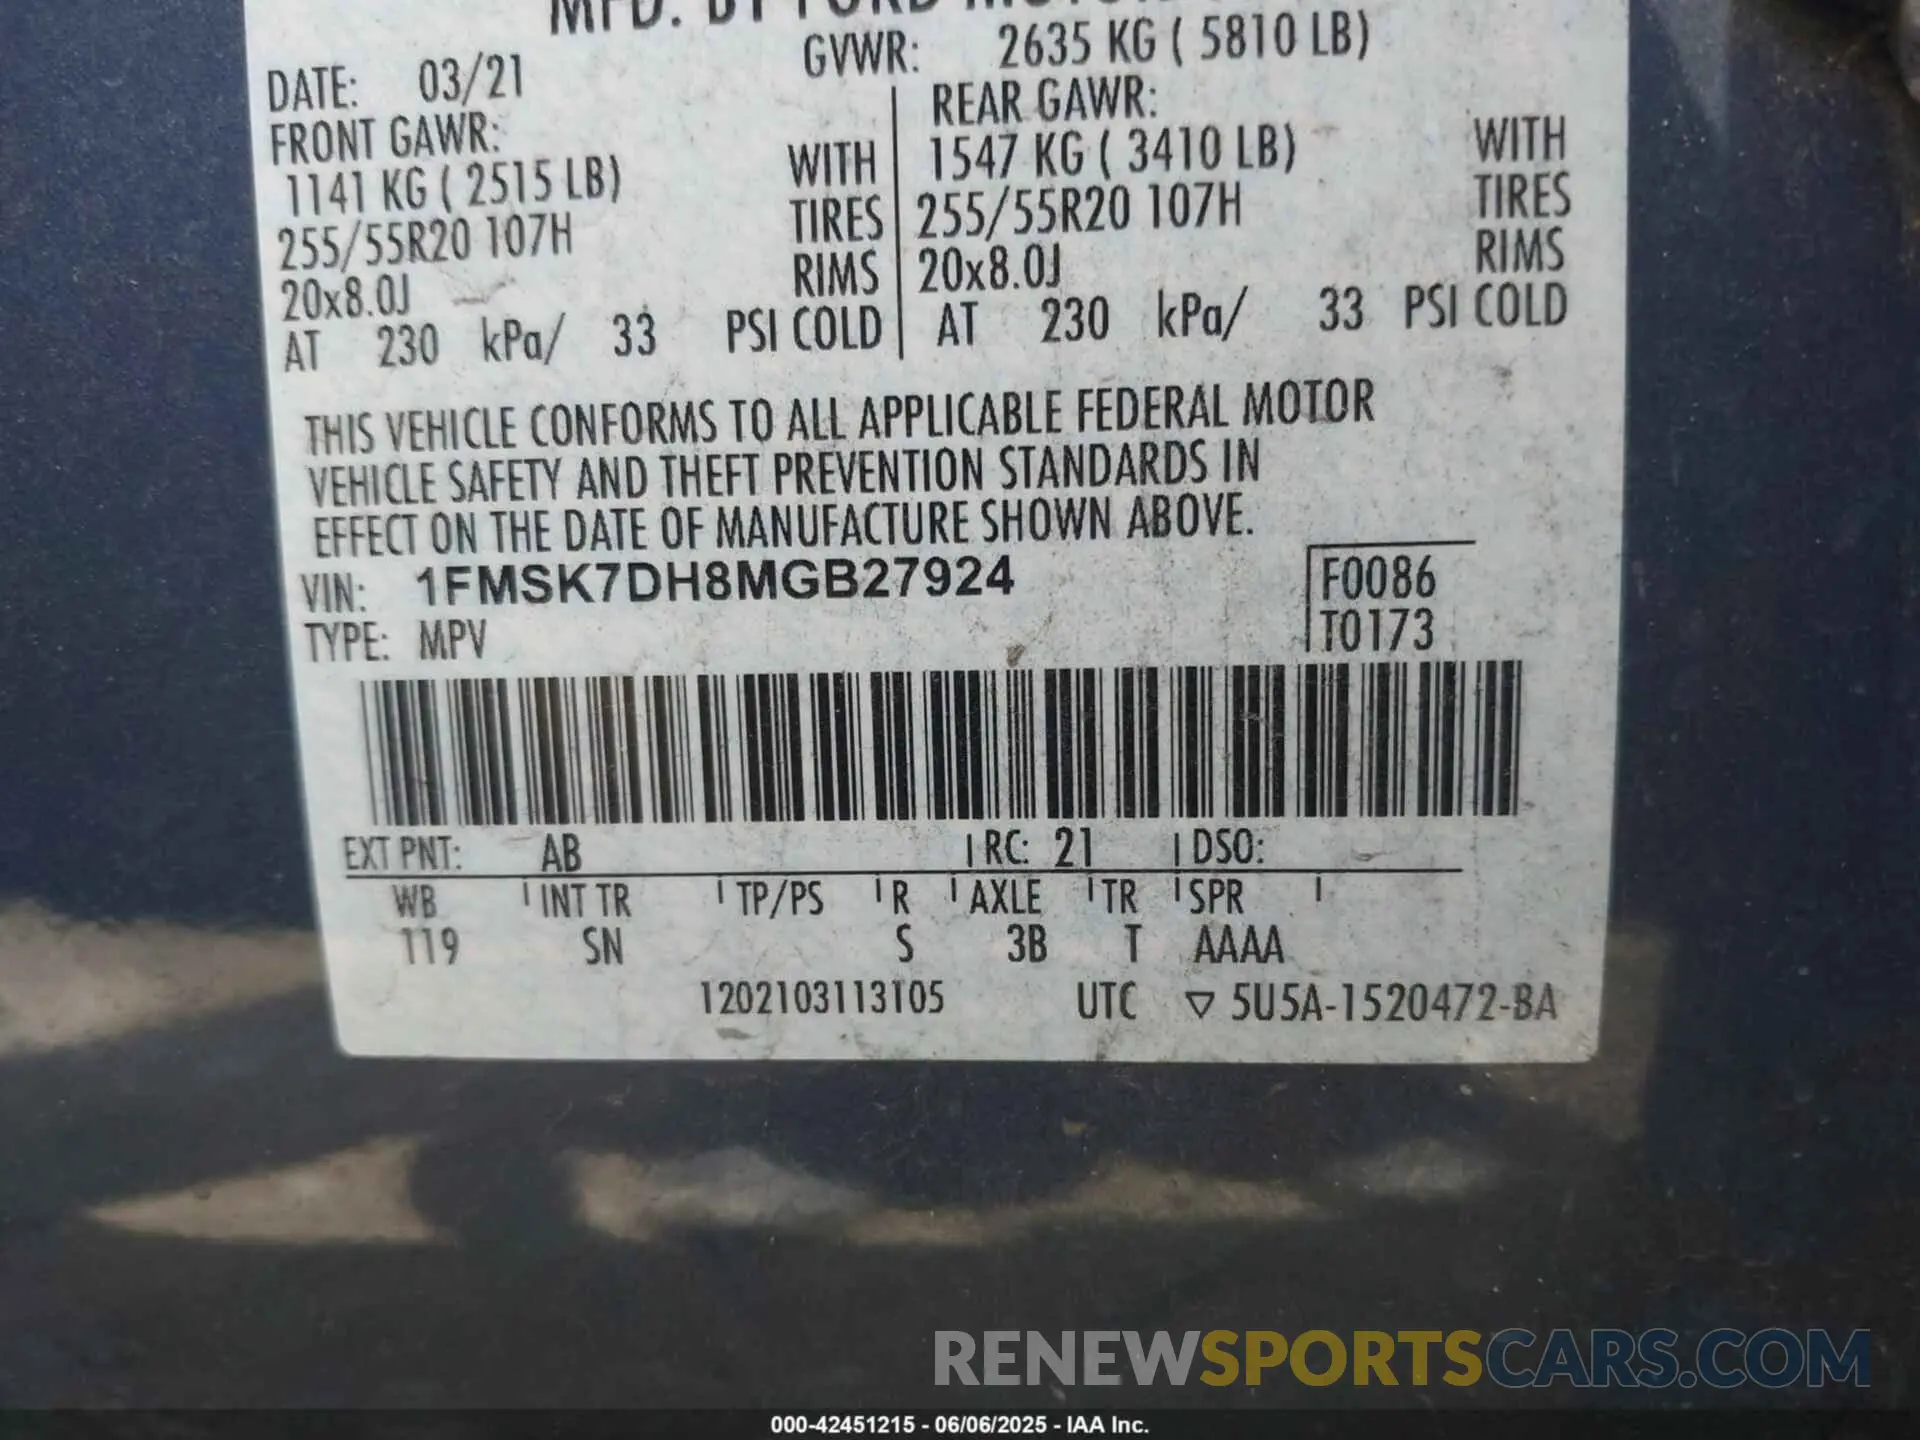 MFD. BY FORD MOTOR
DATE: 03/21 GVWR: 2635 KG ( 5810 LB)
FRONT GAWR: REAR GAWR:
1141 KG ( 2515 LB) WITH 1547 KG ( 3410 LB) WITH
255/55R20 107H TIRES 255/55R20 107H TIRES
20x8.0J RIMS 20x8.0J RIMS
AT 230 kPa/ 33 PSI COLD AT 230 kPa/ 33 PSI COLD
THIS VEHICLE CONFORMS TO ALL APPLICABLE FEDERAL MOTOR
VEHICLE SAFETY AND THEFT PREVENTION STANDARDS IN
EFFECT ON THE DATE OF MANUFACTURE SHOWN ABOVE.
VIN: 1FMSK7DH8MGB27924 F0086
TYPE: MPV T0173
EXT PNT: AB RC: 21 DSO:
WB INT TR TP/PS R AXLE TR SPR
119 SN S 3B T AAAA
1202103113105 UTC ▽ 5U5A-1520472-BA
RENEWSPORTSCARS.COM
000-42451215 - 06/06/2025 - IAA Inc.